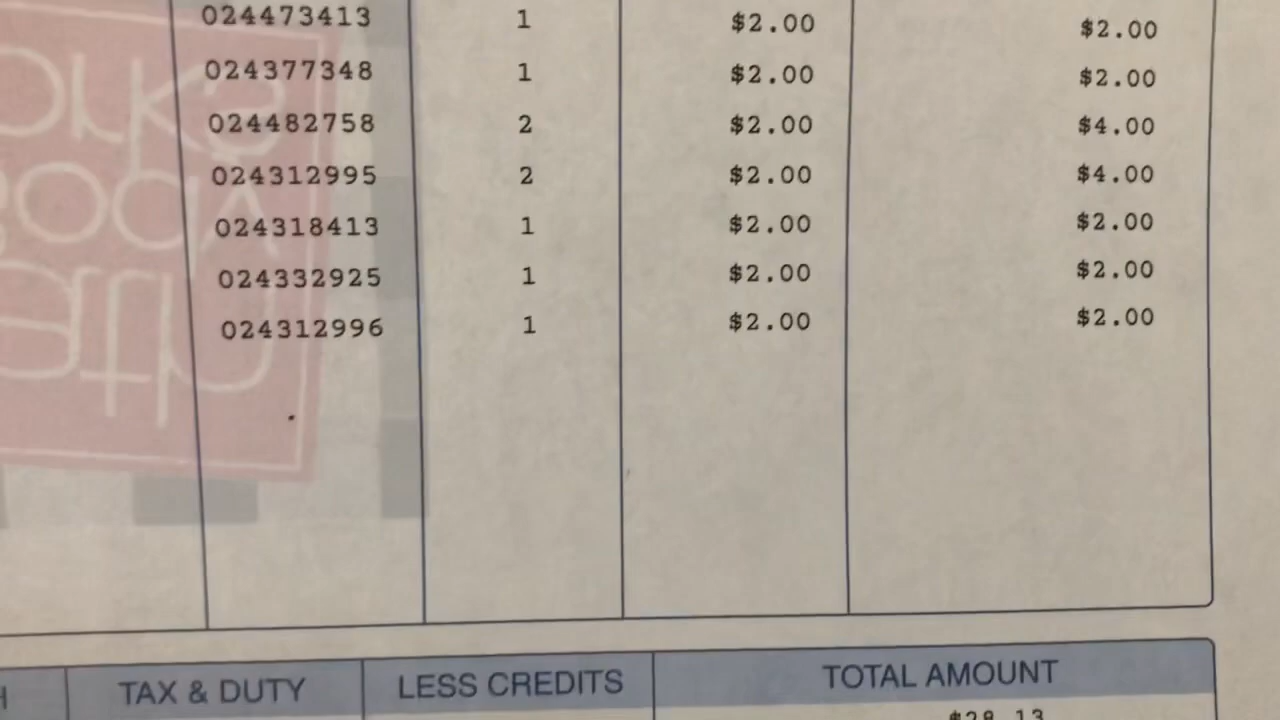 024473413 1 $2.00 $2.00
024377348 1 $2.00 $2.00
024482758 2 $2.00 $4.00
024312995 2 $2.00 $4.00
024318413 1 $2.00 $2.00
024332925 1 $2.00 $2.00
024312996 1 $2.00 $2.00
TAX & DUTY LESS CREDITS TOTAL AMOUNT
$28.13